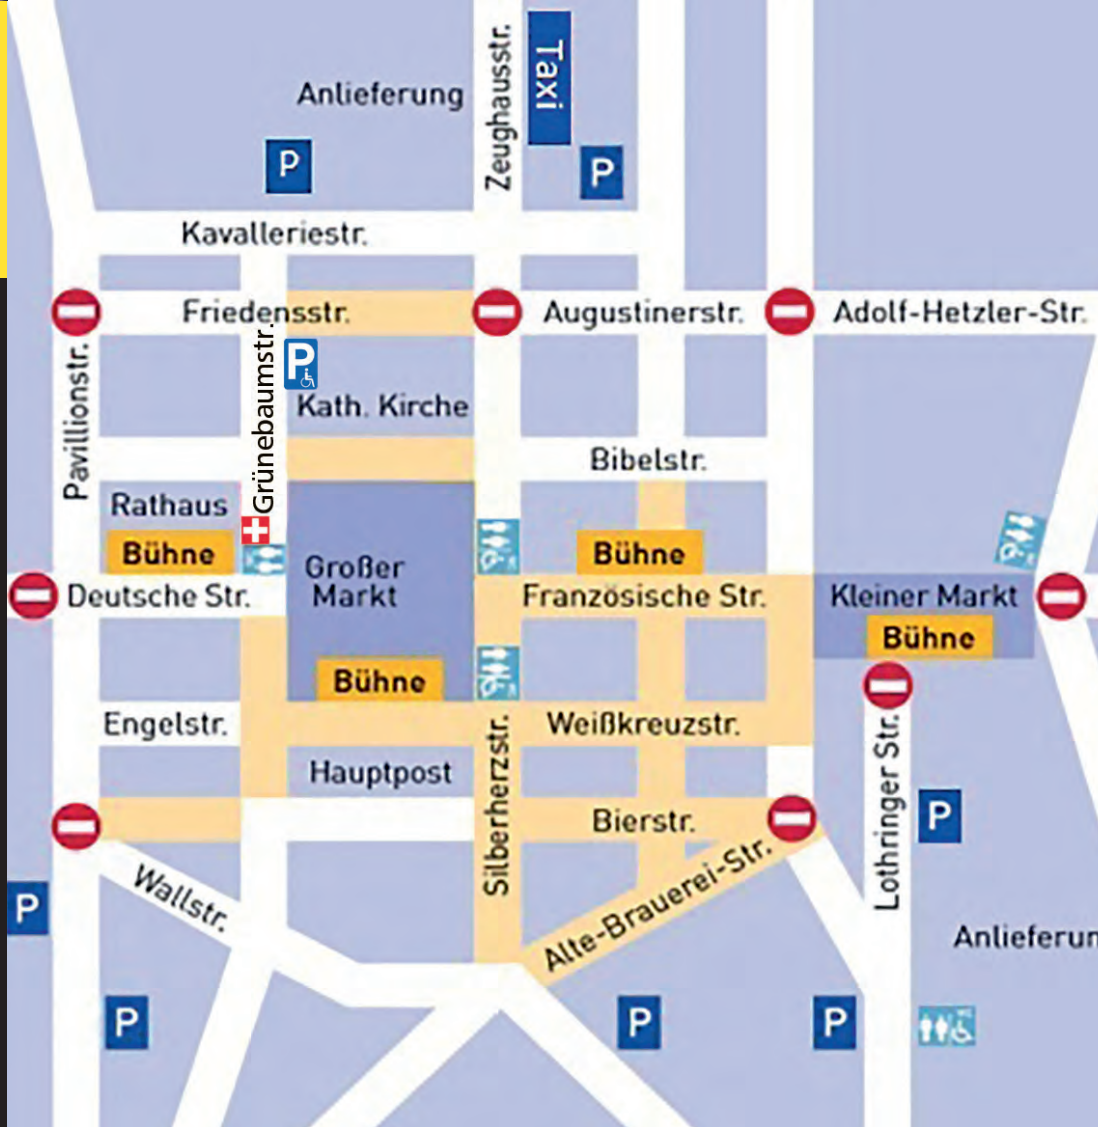 Anlieferung
Zeughausstr.
Taxi
P
P
Kavalleriestr.
Friedensstr.
Augustinerstr.
Adolf-Hetzler-Str.
Pavillionstr.
Grünebaumstr.
P
Kath. Kirche
Bibelstr.
Rathaus
Bühne
Großer
Markt
Bühne
Deutsche Str.
Französische Str.
Kleiner Markt
Bühne
Bühne
Engelstr.
Weißkreuzstr.
Silberherzstr.
Lothringer Str.
Hauptpost
Bierstr.
P
Wallstr.
Alte-Brauerei-Str.
P
Anlieferun
P
P
P